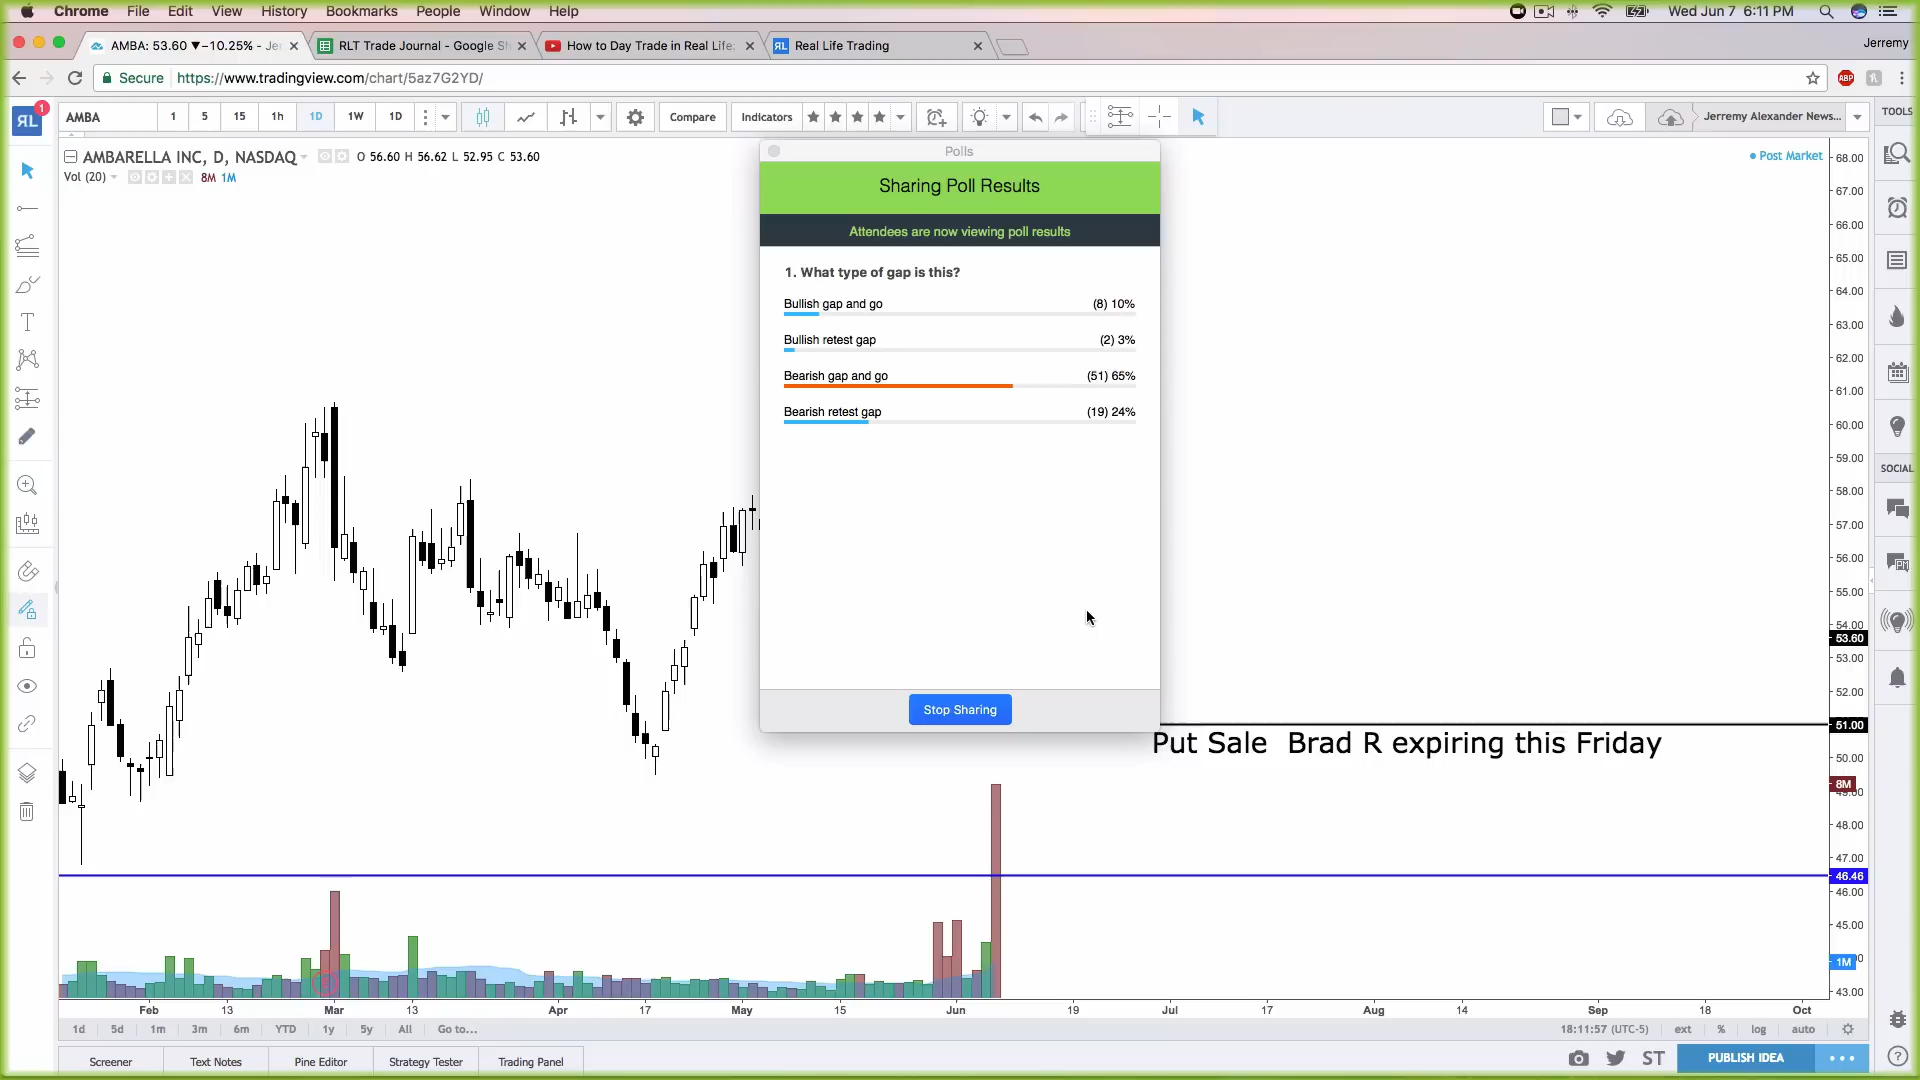 Chrome File Edit View History Bookmarks People Window Help Wed Jun 7 6:11 PM
AMBA: 53.60 ▼−10.25% - Je RLT Trade Journal - Google Sh How to Day Trade in Real Life: Real Life Trading Jerremy
Secure https://www.tradingview.com/chart/5az7G2YD/ ABP
ЯL 1 AMBA 1 5 15 1h 1D 1W 1D Compare Indicators Jerremy Alexander News... TOOLS
AMBARELLA INC, D, NASDAQ O 56.60 H 56.62 L 52.95 C 53.60
Vol (20) 8M 1M
Post Market
Polls
Sharing Poll Results
Attendees are now viewing poll results
1. What type of gap is this?
Bullish gap and go (8) 10%
Bullish retest gap (2) 3%
Bearish gap and go (51) 65%
Bearish retest gap (19) 24%
Stop Sharing
68.00
67.00
66.00
65.00
64.00
63.00
62.00
61.00
60.00
59.00
58.00
57.00
56.00
55.00
54.00
53.60
53.00
52.00
51.00
50.00
8M
49.00
48.00
47.00
46.46
46.00
45.00
1M
43.00
SOCIAL
Put Sale Brad R expiring this Friday
Feb 13 Mar 13 Apr 17 May 15 Jun 19 Jul 17 Aug 14 Sep 18 Oct
1d 5d 1m 3m 6m YTD 1y 5y All Go to... 18:11:57 (UTC-5) ext % log auto
Screener Text Notes Pine Editor Strategy Tester Trading Panel ST PUBLISH IDEA